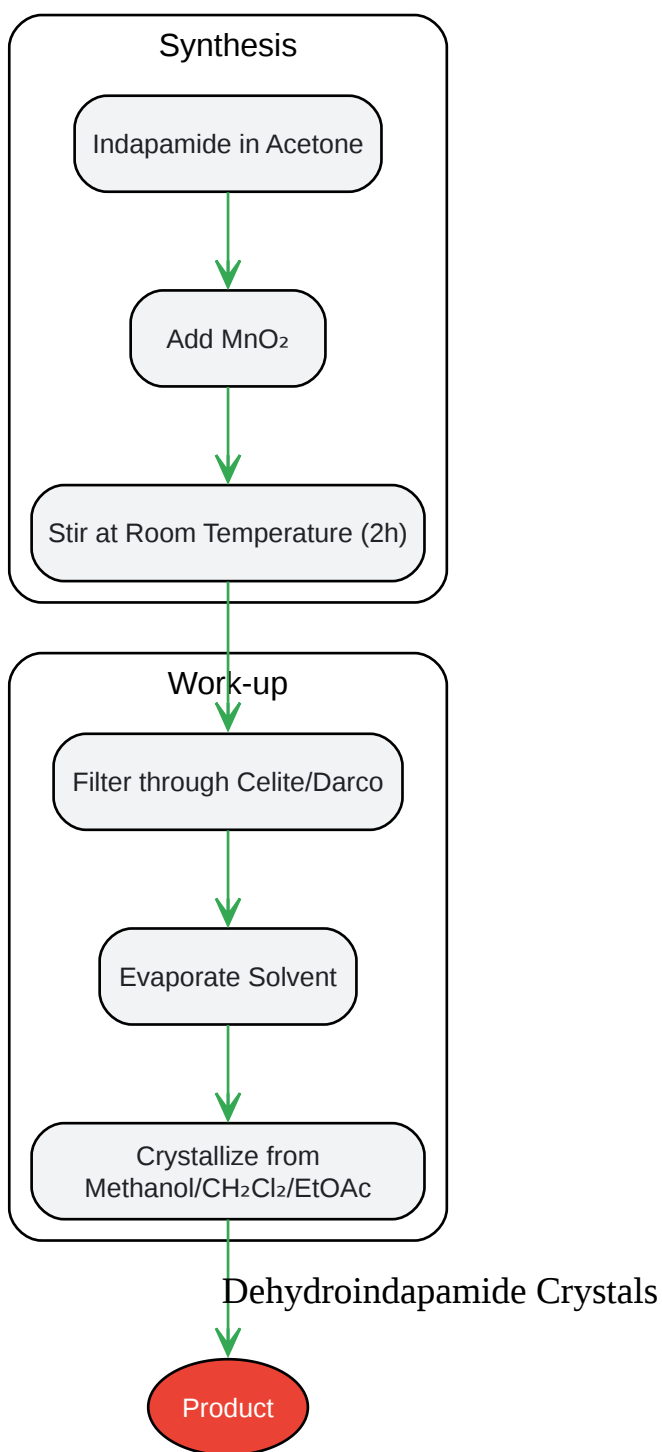 Synthesis
Indapamide in Acetone
Add MnO₂
Stir at Room Temperature (2h)
Work-up
Filter through Celite/Darco
Evaporate Solvent
Crystallize from
Methanol/CH₂Cl₂/EtOAc
Dehydroindapamide Crystals
Product